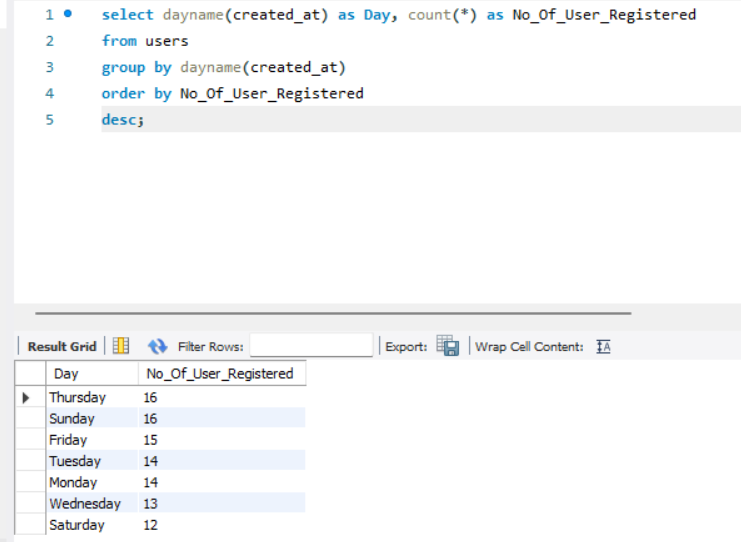 1 select dayname(created_at) as Day, count(*) as No_Of_User_Registered
2 from users
3 group by dayname(created_at)
4 order by No_Of_User_Registered
5 desc;
Result Grid Filter Rows: Export: Wrap Cell Content: IA
Day No_Of_User_Registered
Thursday 16
Sunday 16
Friday 15
Tuesday 14
Monday 14
Wednesday 13
Saturday 12